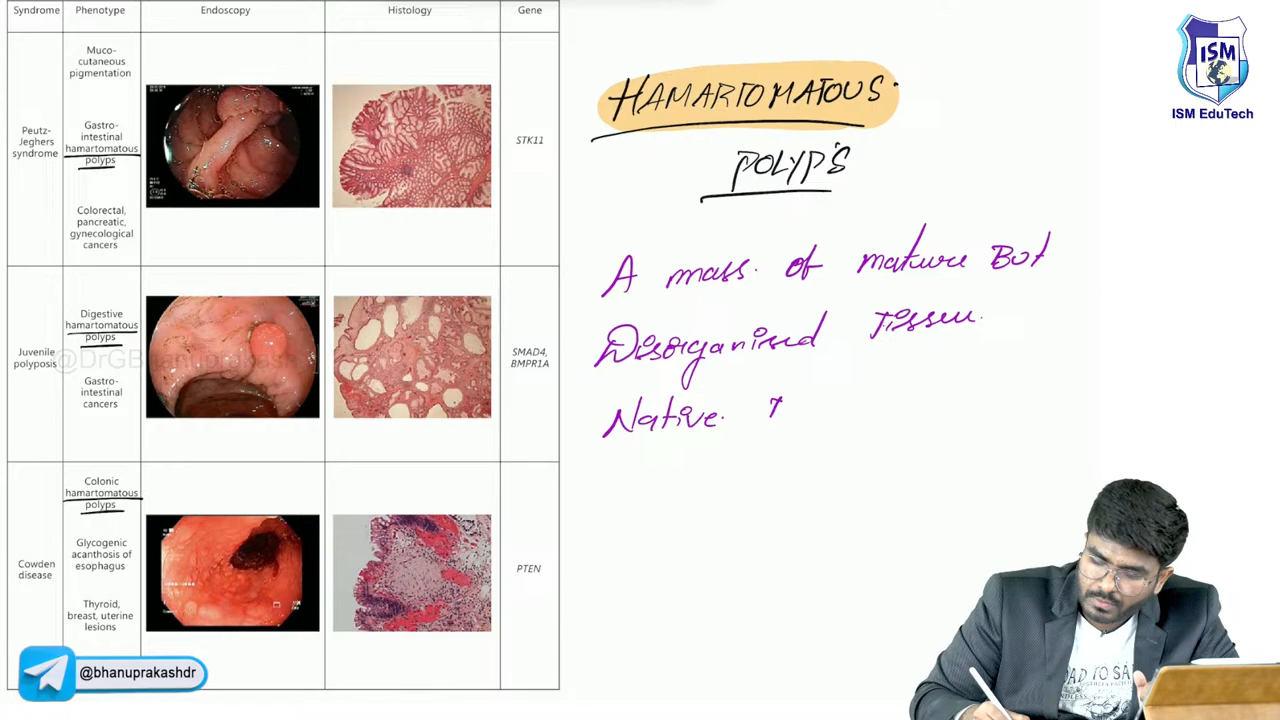 Syndrome Phenotype Endoscopy Histology Gene
Peutz-
Jeghers
syndrome
Muco-
cutaneous
pigmentation
Gastro-
intestinal
hamartomatous
polyps
Colorectal,
pancreatic,
gynecological
cancers
STK11
Juvenile
polyposis
Digestive
hamartomatous
polyps
Gastro-
intestinal
cancers
SMAD4,
BMPR1A
@DrGBhanuprakash
Cowden
disease
Colonic
hamartomatous
polyps
Glycogenic
acanthosis of
esophagus
Thyroid,
breast, uterine
lesions
PTEN
@bhanuprakashdr
HAMARTOMATOUS
POLYP'S
A mass of mature But
Disorganised Tissue
Native
ISM
ISM EduTech